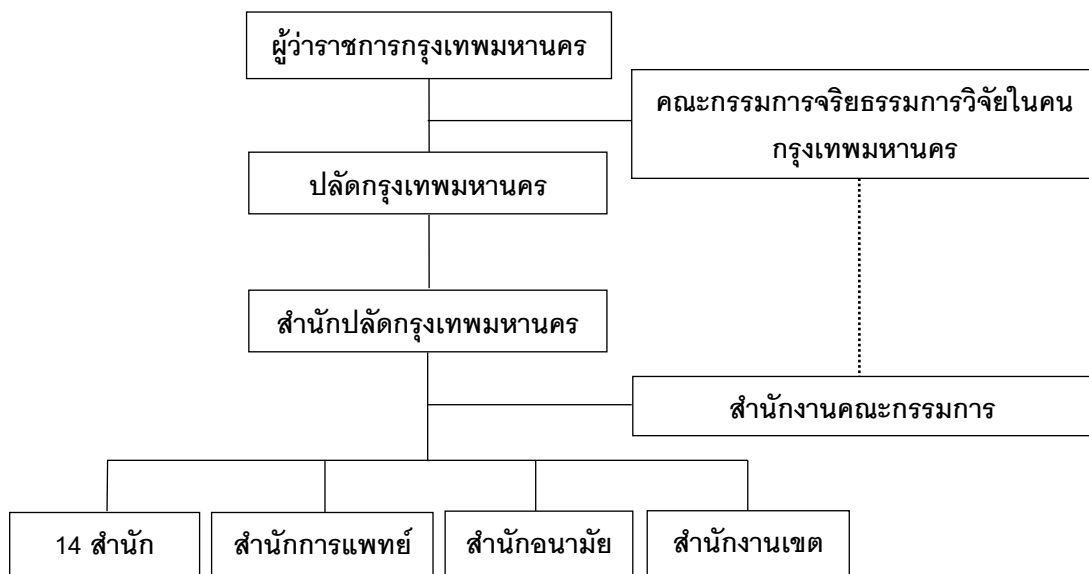 ผู้ว่าราชการกรุงเทพมหานคร
คณะกรรมการจริยธรรมการวิจัยในคน
กรุงเทพมหานคร
ปลัดกรุงเทพมหานคร
สำนักปลัดกรุงเทพมหานคร
สำนักงานคณะกรรมการ
14 สำนัก
สำนักการแพทย์
สำนักอนามัย
สำนักงานเขต